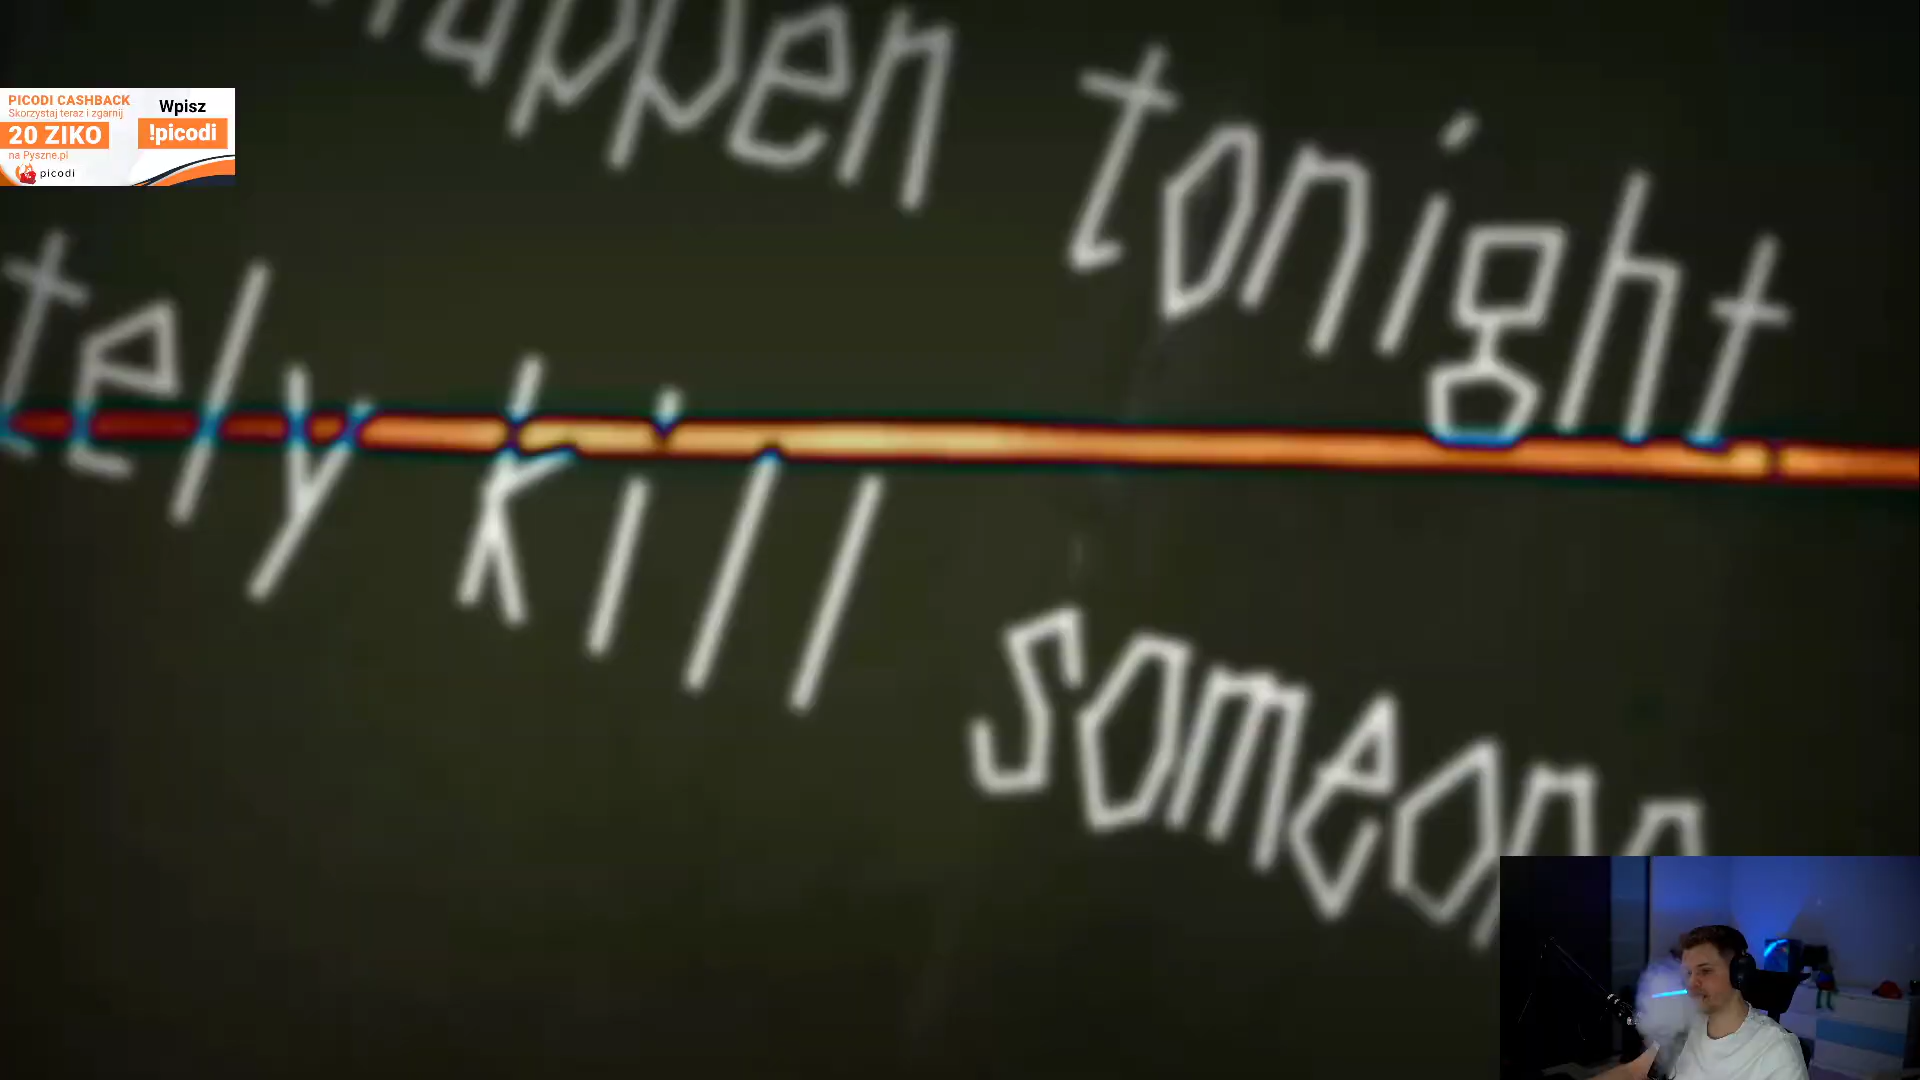 happen tonight
PICODI CASHBACK
Skorzystaj teraz i zgarnij
20 ZIKO
na Pyszne.pl
picodi
Wpisz
!picodi
tely kill someone